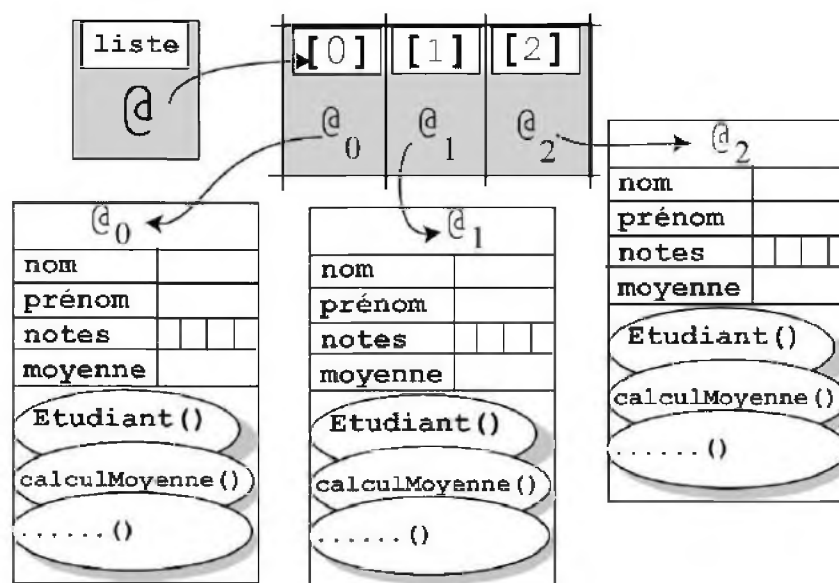 liste
[0] [1] [2]
@
@0 @1 @2
@0
nom
prénom
notes
moyenne
Etudiant()
calculMoyenne()
......()
@1
nom
prénom
notes
moyenne
Etudiant()
calculMoyenne()
......()
@2
nom
prénom
notes
moyenne
Etudiant()
calculMoyenne()
.......()